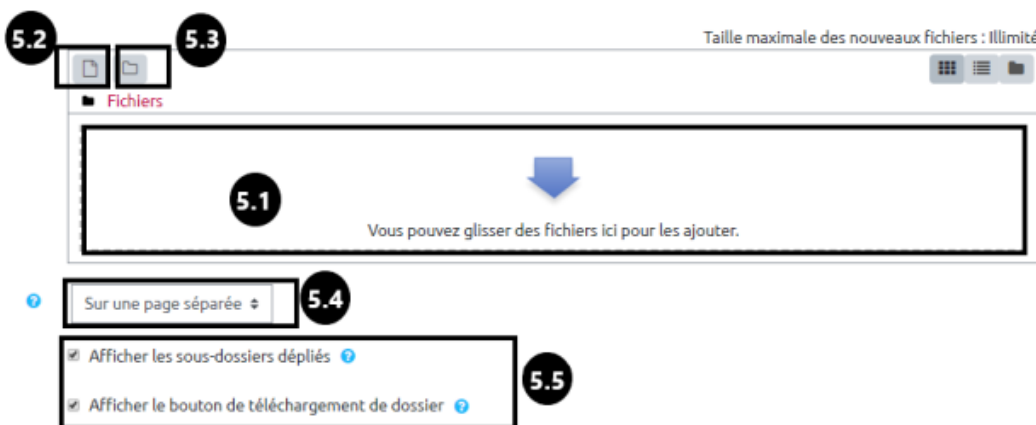 5.2
5.3
Taille maximale des nouveaux fichiers : Illimité
Fichiers
5.1
Vous pouvez glisser des fichiers ici pour les ajouter.
Sur une page séparée
5.4
Afficher les sous-dossiers dépliés
5.5
Afficher le bouton de téléchargement de dossier